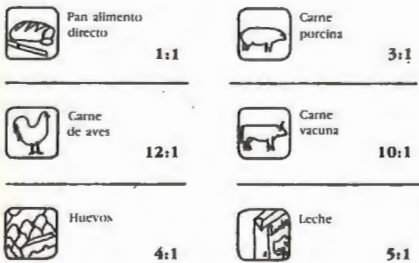 Pan alimento
directo
1:1
Carne
porcina
3:1
Carne
de aves
12:1
Carne
vacuna
10:1
Huevos
4:1
Leche
5:1